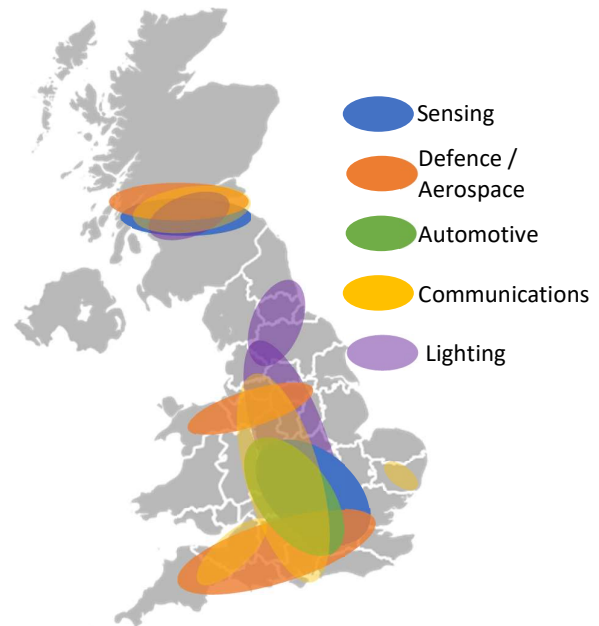 Sensing
Defence /
Aerospace
Automotive
Communications
Lighting